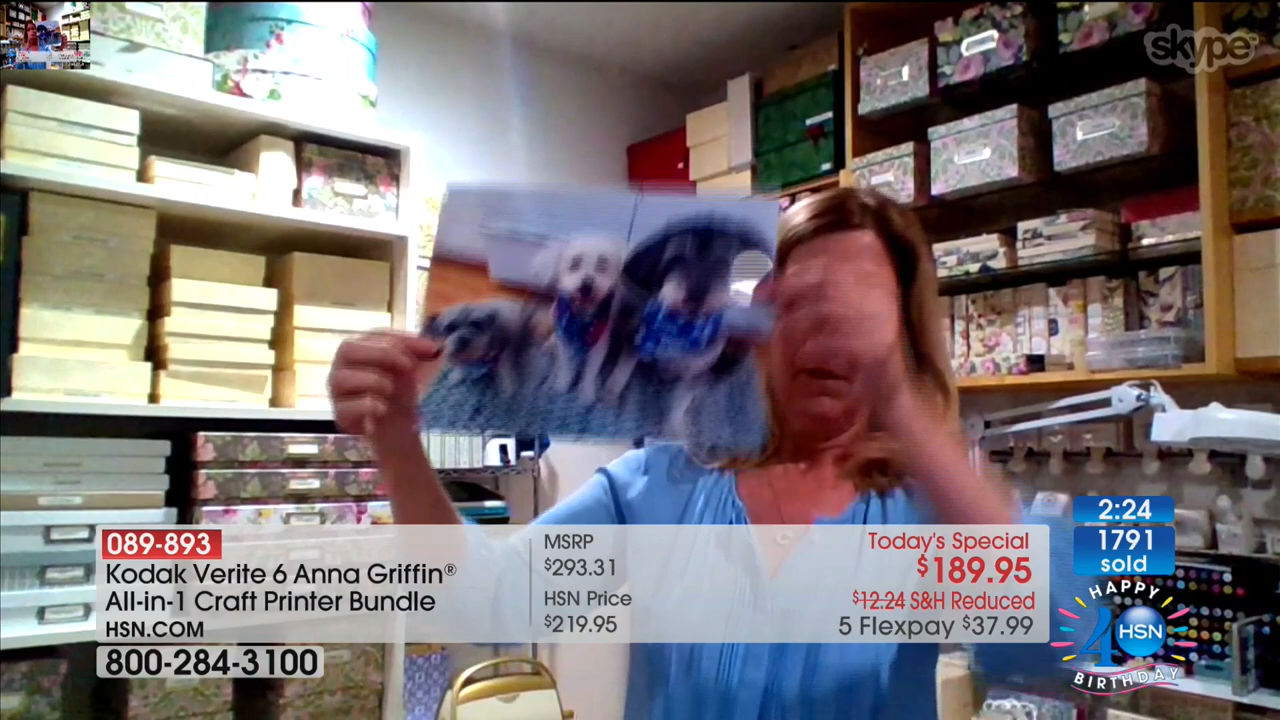 skype
089-893
Kodak Verite 6 Anna Griffin®
All-in-1 Craft Printer Bundle
HSN.COM
800-284-3100
MSRP
$293.31
HSN Price
$219.95
Today's Special
$189.95
$12.24 S&H Reduced
5 Flexpay $37.99
2:24
1791
sold
HAPPY
40
HSN
BIRTHDAY